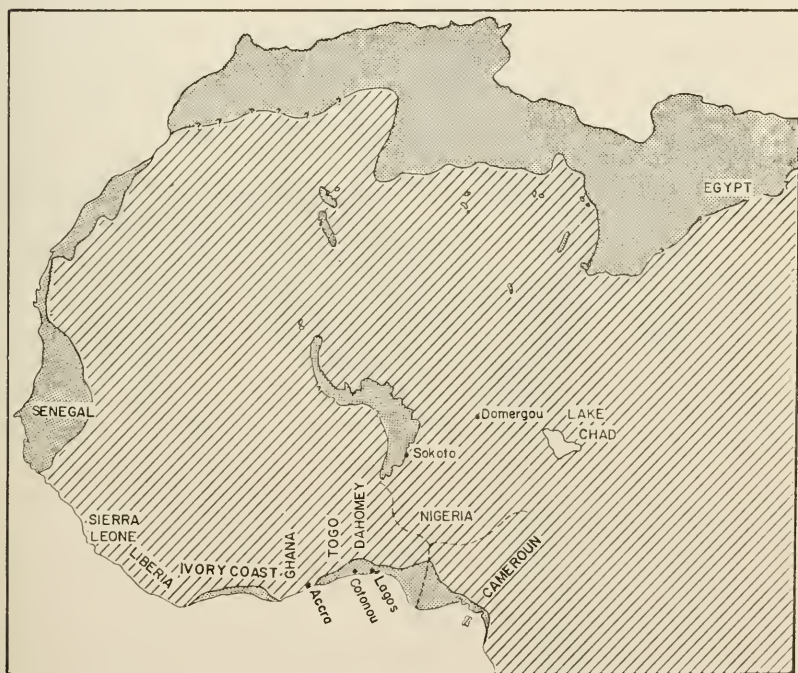 EGYPT
SENEGAL
Domergou
LAKE
CHAD
Sokoto
SIERRA
LEONE
LIBERIA
IVORY COAST
GHANA
TOGO
DAHOMEY
NIGERIA
CAMEROUN
Accra
Cotonou
Lagos